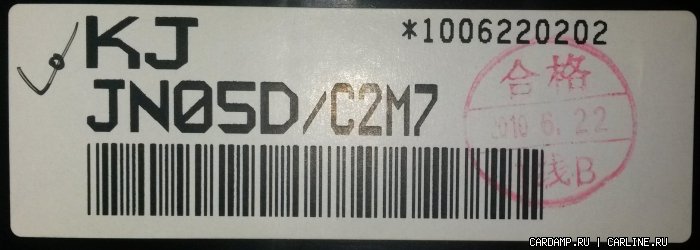 KJ
*1006220202
JN05D/C2M7
合格
2010 6. 22
线B
CARDAMP.RU | CARLINE.RU